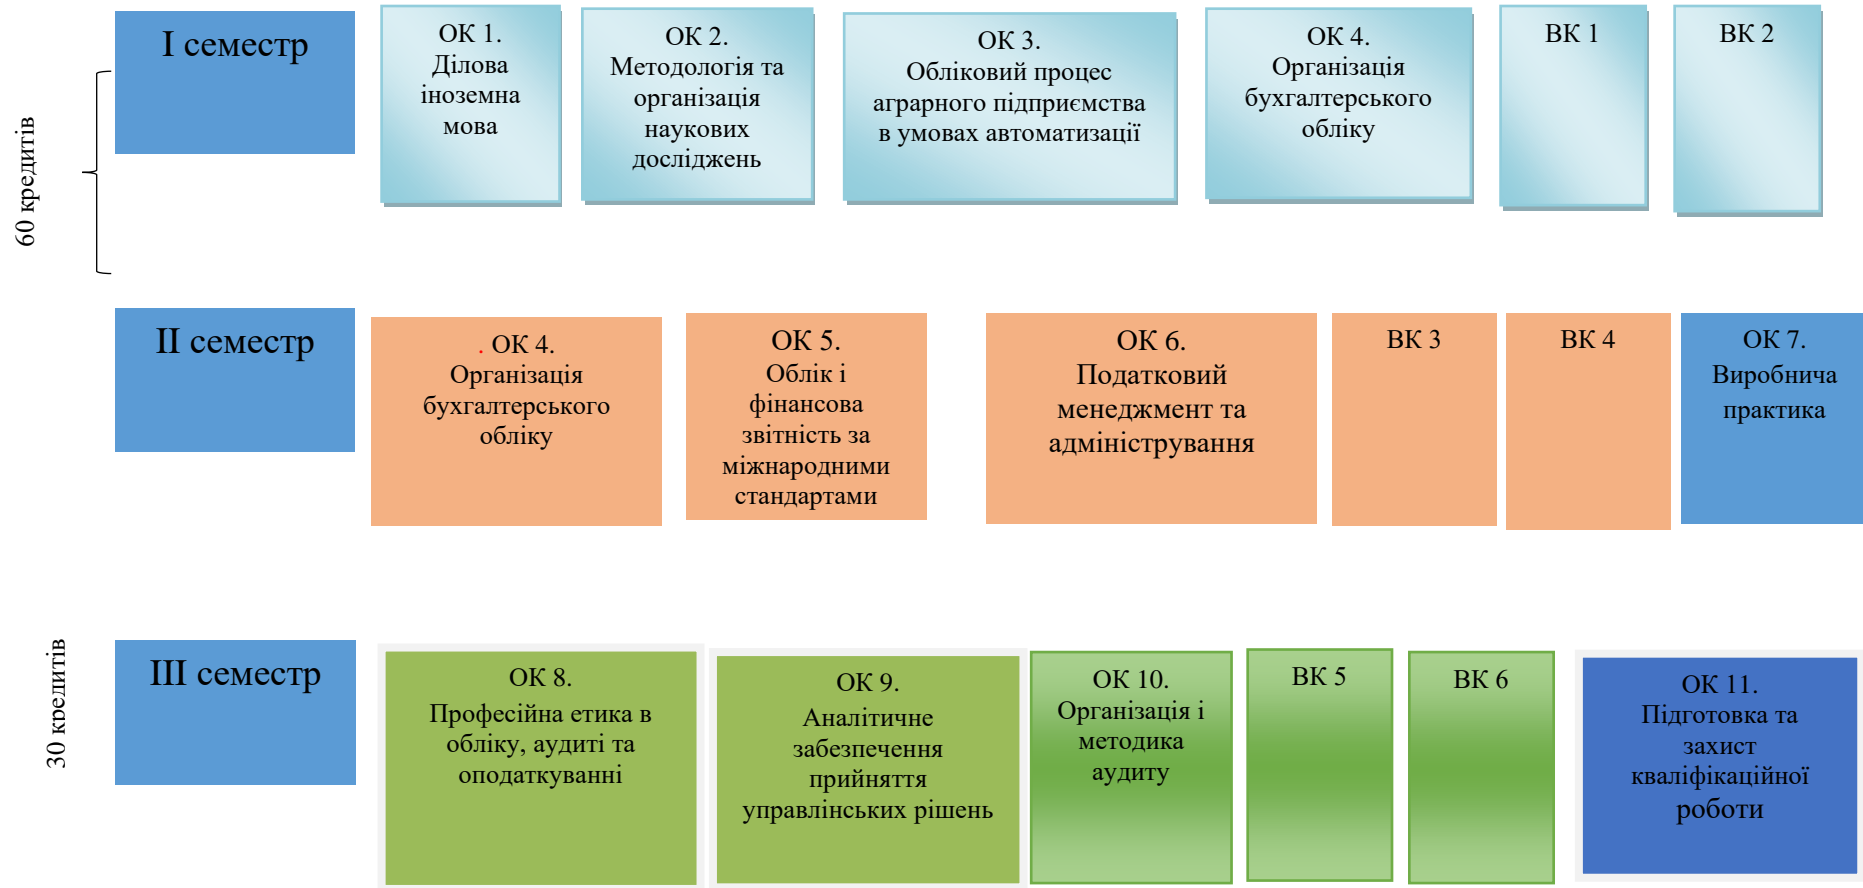 60 кредитів
І семестр
ОК 1.
Ділова
іноземна
мова
ОК 2.
Методологія та
організація
наукових
досліджень
ОК 3.
Обліковий процес
аграрного підприємства
в умовах автоматизації
ОК 4.
Організація
бухгалтерського
обліку
ВК 1
ВК 2
ІІ семестр
. ОК 4.
Організація
бухгалтерського
обліку
ОК 5.
Облік і
фінансова
звітність за
міжнародними
стандартами
ОК 6.
Податковий
менеджмент та
адміністрування
ВК 3
ВК 4
ОК 7.
Виробнича
практика
30 кредитів
ІІІ семестр
ОК 8.
Професійна етика в
обліку, аудиті та
оподаткуванні
ОК 9.
Аналітичне
забезпечення
прийняття
управлінських рішень
ОК 10.
Організація і
методика
аудиту
ВК 5
ВК 6
ОК 11.
Підготовка та
захист
кваліфікаційної
роботи